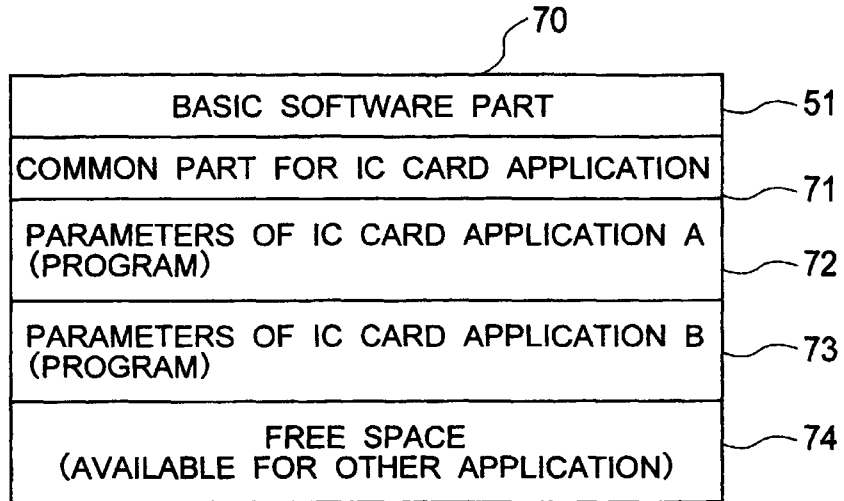 70
BASIC SOFTWARE PART 51
COMMON PART FOR IC CARD APPLICATION
71
PARAMETERS OF IC CARD APPLICATION A
(PROGRAM) 72
PARAMETERS OF IC CARD APPLICATION B
(PROGRAM) 73
FREE SPACE 74
(AVAILABLE FOR OTHER APPLICATION)